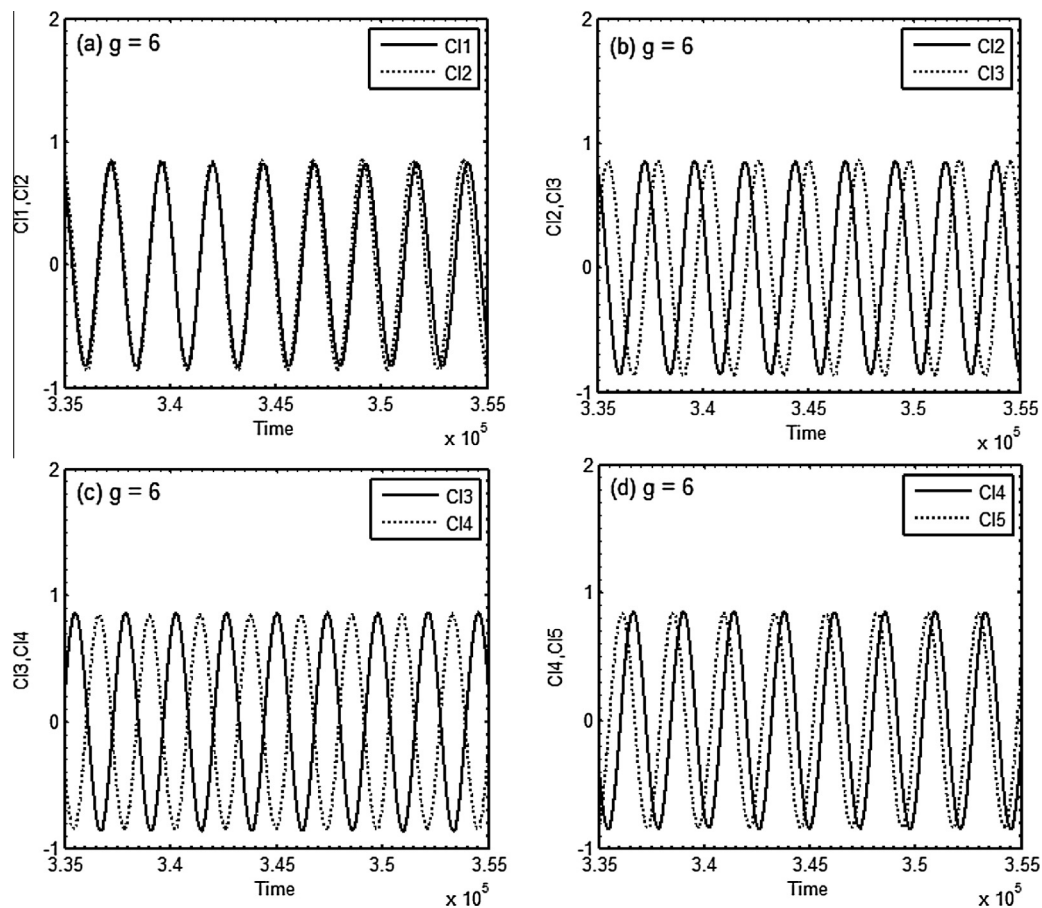 (a) g = 6
Cl1
Cl2
2
1
0
-1
Cl1,Cl2
3.35
3.4
3.45
3.5
3.55
Time
x 10^5
(b) g = 6
Cl2
Cl3
2
1
0
-1
Cl2,Cl3
3.35
3.4
3.45
3.5
3.55
Time
x 10^5
(c) g = 6
Cl3
Cl4
2
1
0
-1
Cl3,Cl4
3.35
3.4
3.45
3.5
3.55
Time
x 10^5
(d) g = 6
Cl4
Cl5
2
1
0
-1
Cl4,Cl5
3.35
3.4
3.45
3.5
3.55
Time
x 10^5